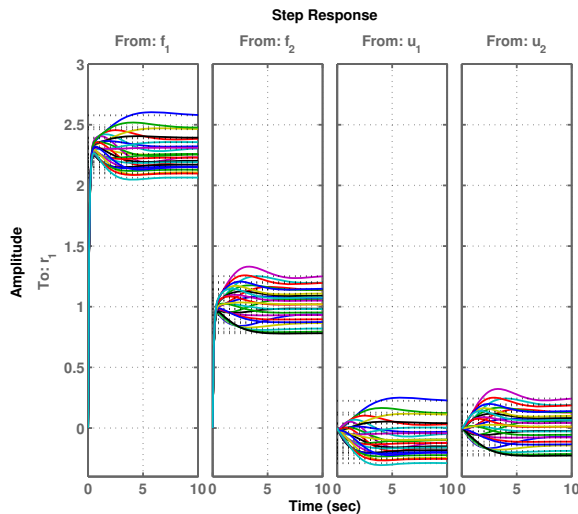 Step Response
From: f₁ From: f₂ From: u₁ From: u₂
3
2.5
2
1.5
1
0.5
0
Amplitude
To: r₁
0 5 10 0 5 10 0 5 10 0 5 10
Time (sec)